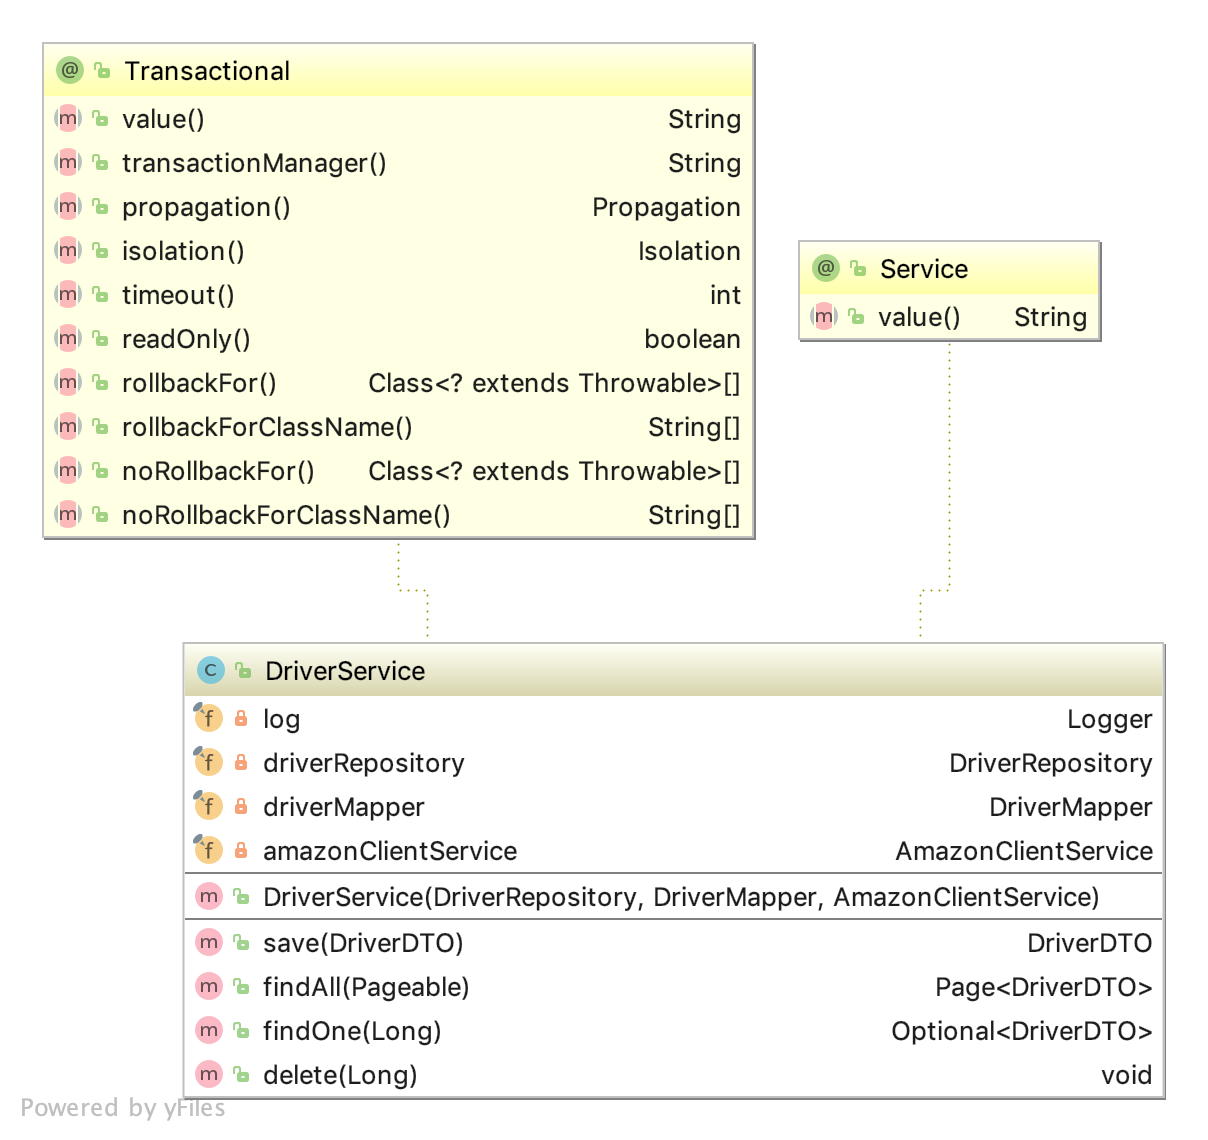 @ Transactional
m value() String
m transactionManager() String
m propagation() Propagation
m isolation() Isolation
m timeout() int
m readOnly() boolean
m rollbackFor() Class<? extends Throwable>[]
m rollbackForClassName() String[]
m noRollbackFor() Class<? extends Throwable>[]
m noRollbackForClassName() String[]
@ Service
m value() String
C DriverService
f log Logger
f driverRepository DriverRepository
f driverMapper DriverMapper
f amazonClientService AmazonClientService
m DriverService(DriverRepository, DriverMapper, AmazonClientService)
m save(DriverDTO) DriverDTO
m findAll(Pageable) Page<DriverDTO>
m findOne(Long) Optional<DriverDTO>
m delete(Long) void
Powered by yFiles